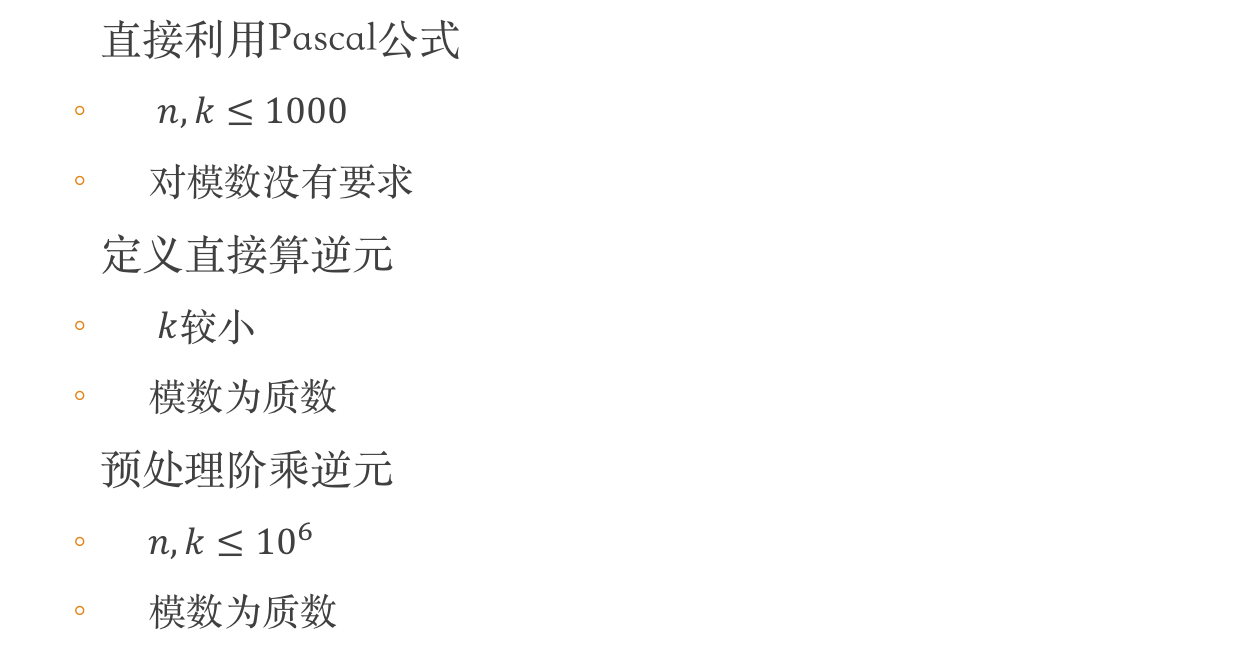 直接利用Pascal公式
n, k ≤ 1000
对模数没有要求
定义直接算逆元
k较小
模数为质数
预处理阶乘逆元
n, k ≤ 10⁶
模数为质数